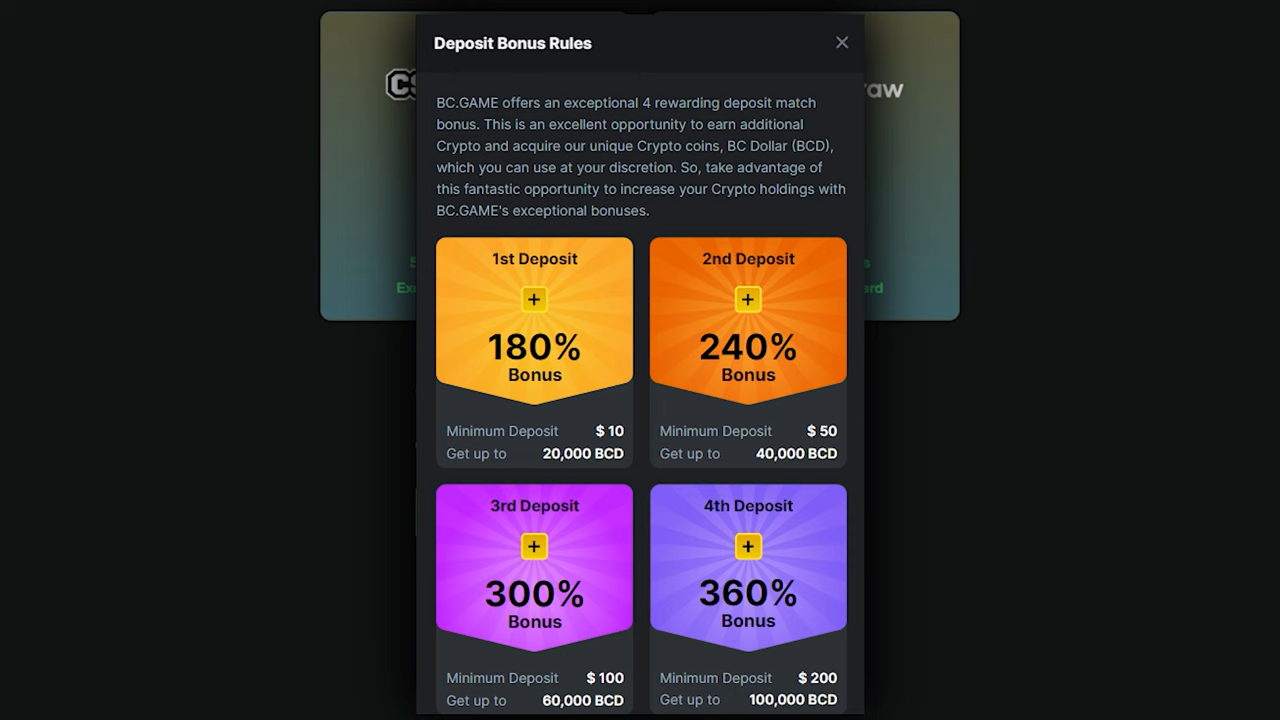 Deposit Bonus Rules
BC.GAME offers an exceptional 4 rewarding deposit match
bonus. This is an excellent opportunity to earn additional
Crypto and acquire our unique Crypto coins, BC Dollar (BCD),
which you can use at your discretion. So, take advantage of
this fantastic opportunity to increase your Crypto holdings with
BC.GAME's exceptional bonuses.
1st Deposit
+
180%
Bonus
Minimum Deposit $ 10
Get up to 20,000 BCD
2nd Deposit
+
240%
Bonus
Minimum Deposit $ 50
Get up to 40,000 BCD
3rd Deposit
+
300%
Bonus
Minimum Deposit $ 100
Get up to 60,000 BCD
4th Deposit
+
360%
Bonus
Minimum Deposit $ 200
Get up to 100,000 BCD